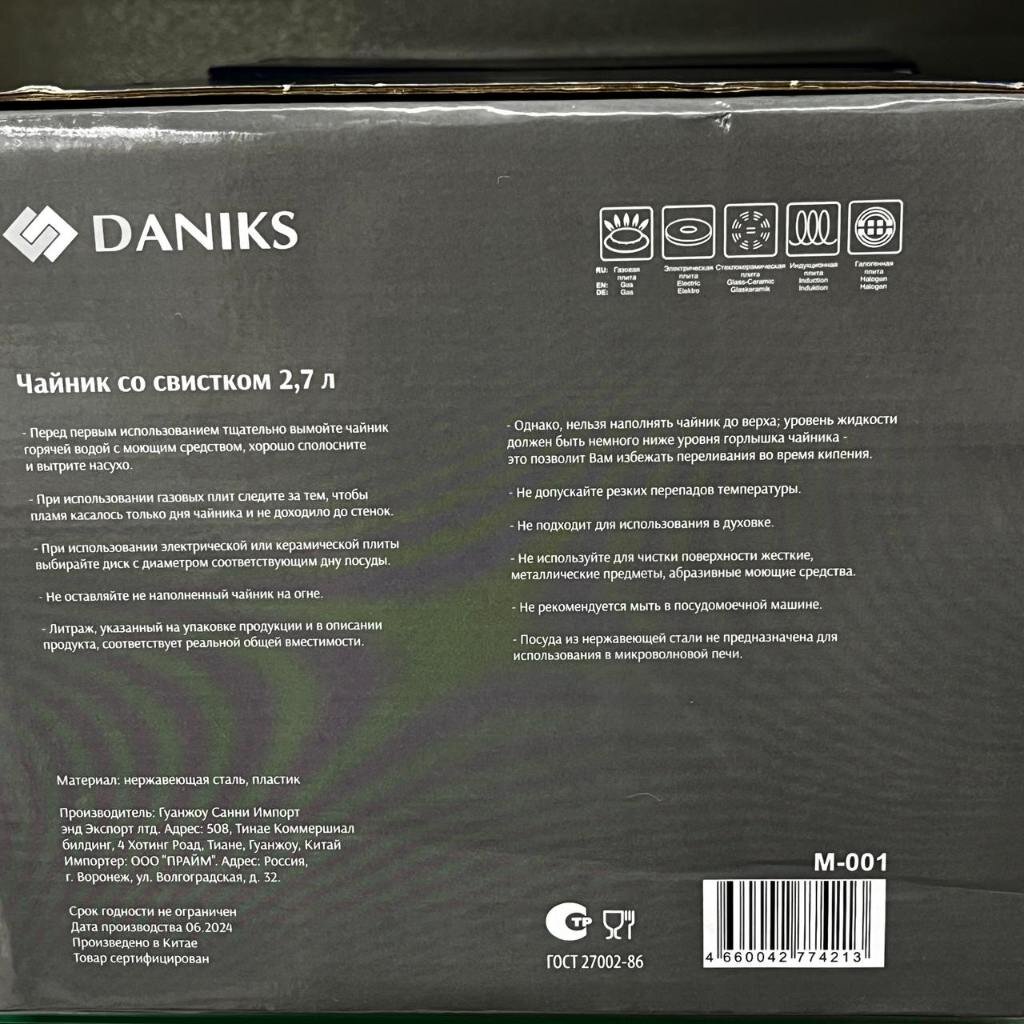 DANIKS
RU: Газовая плита
EN: Gas
DE: Gas
Электрическая плита
Electric
Elektro
Стеклокерамическая плита
Glass-Ceramic
Glaskeramik
Индукционная плита
Induction
Induktion
Галогенная плита
Halogen
Halogen
Чайник со свистком 2,7 л
- Перед первым использованием тщательно вымойте чайник
горячей водой с моющим средством, хорошо сполосните
и вытрите насухо.
- При использовании газовых плит следите за тем, чтобы
пламя касалось только дня чайника и не доходило до стенок.
- При использовании электрической или керамической плиты
выбирайте диск с диаметром соответствующим дну посуды.
- Не оставляйте не наполненный чайник на огне.
- Литраж, указанный на упаковке продукции и в описании
продукта, соответствует реальной общей вместимости.
- Однако, нельзя наполнять чайник до верха; уровень жидкости
должен быть немного ниже уровня горлышка чайника -
это позволит Вам избежать переливания во время кипения.
- Не допускайте резких перепадов температуры.
- Не подходит для использования в духовке.
- Не используйте для чистки поверхности жесткие,
металлические предметы, абразивные моющие средства.
- Не рекомендуется мыть в посудомоечной машине.
- Посуда из нержавеющей стали не предназначена для
использования в микроволновой печи.
Материал: нержавеющая сталь, пластик
Производитель: Гуанжоу Санни Импорт
энд Экспорт лтд. Адрес: 508, Тинае Коммершиал
билдинг, 4 Хотинг Роад, Тиане, Гуанжоу, Китай
Импортер: ООО "ПРАЙМ". Адрес: Россия,
г. Воронеж, ул. Волгоградская, д. 32.
Срок годности не ограничен
Дата производства 06.2024
Произведено в Китае
Товар сертифицирован
СТР
ГОСТ 27002-86
M-001
4 660042 774213